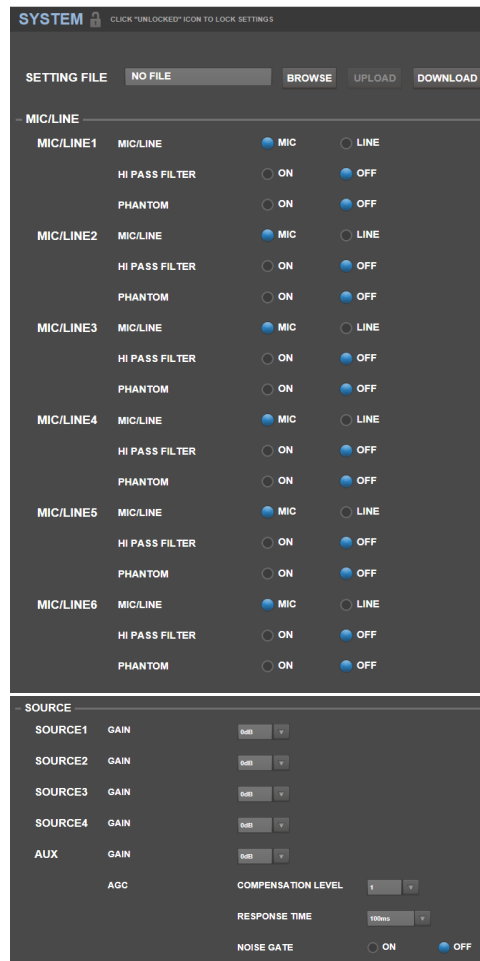 SYSTEM CLICK "UNLOCKED" ICON TO LOCK SETTINGS
SETTING FILE NO FILE BROWSE UPLOAD DOWNLOAD
MIC/LINE
MIC/LINE1 MIC/LINE MIC LINE
HI PASS FILTER ON OFF
PHANTOM ON OFF
MIC/LINE2 MIC/LINE MIC LINE
HI PASS FILTER ON OFF
PHANTOM ON OFF
MIC/LINE3 MIC/LINE MIC LINE
HI PASS FILTER ON OFF
PHANTOM ON OFF
MIC/LINE4 MIC/LINE MIC LINE
HI PASS FILTER ON OFF
PHANTOM ON OFF
MIC/LINE5 MIC/LINE MIC LINE
HI PASS FILTER ON OFF
PHANTOM ON OFF
MIC/LINE6 MIC/LINE MIC LINE
HI PASS FILTER ON OFF
PHANTOM ON OFF
SOURCE
SOURCE1 GAIN 0dB
SOURCE2 GAIN 0dB
SOURCE3 GAIN 0dB
SOURCE4 GAIN 0dB
AUX GAIN 0dB
AGC COMPENSATION LEVEL 1
RESPONSE TIME 100ms
NOISE GATE ON OFF